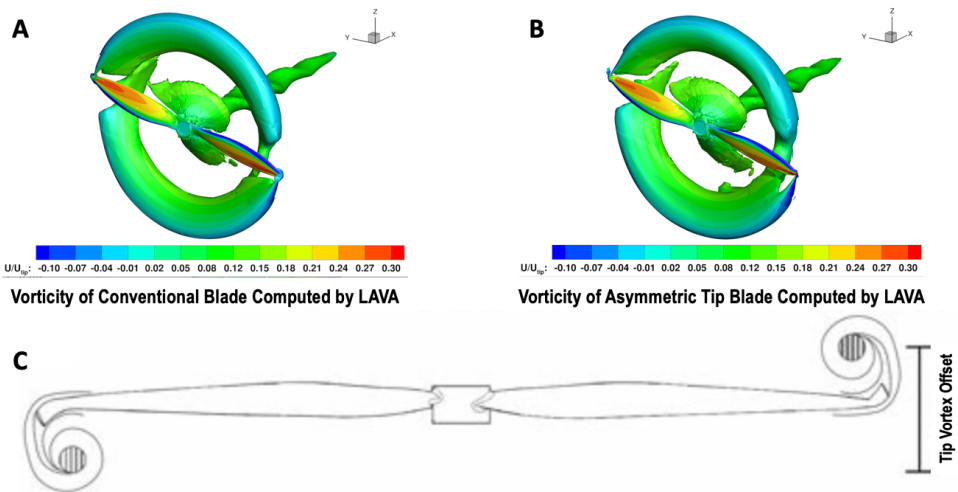 A
Z
Y
X
B
Z
Y
X
U/U_tip: -0.10 -0.07 -0.04 -0.01 0.02 0.05 0.08 0.12 0.15 0.18 0.21 0.24 0.27 0.30
U/U_tip: -0.10 -0.07 -0.04 -0.01 0.02 0.05 0.08 0.12 0.15 0.18 0.21 0.24 0.27 0.30
Vorticity of Conventional Blade Computed by LAVA
Vorticity of Asymmetric Tip Blade Computed by LAVA
C
Tip Vortex Offset